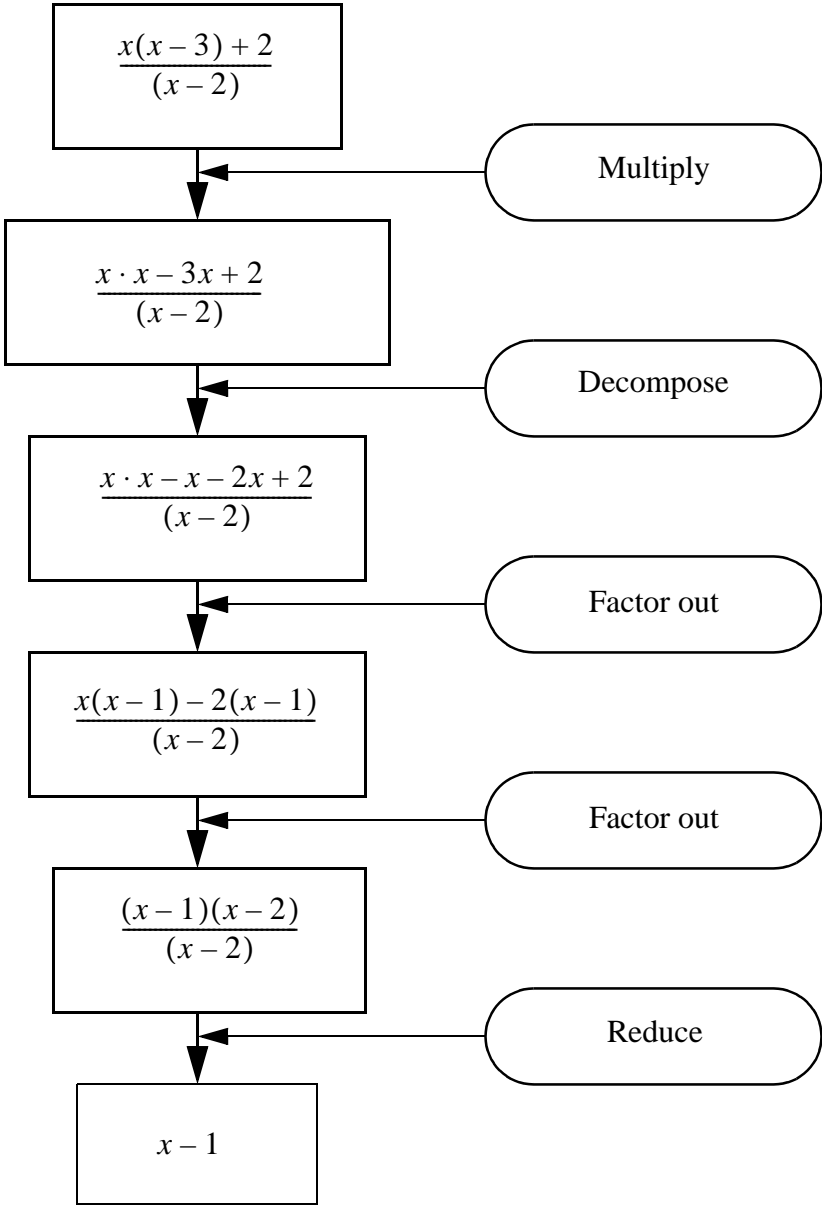 x(x – 3) + 2
(x – 2)
Multiply
x · x – 3x + 2
(x – 2)
Decompose
x · x – x – 2x + 2
(x – 2)
Factor out
x(x – 1) – 2(x – 1)
(x – 2)
Factor out
(x – 1)(x – 2)
(x – 2)
Reduce
x – 1